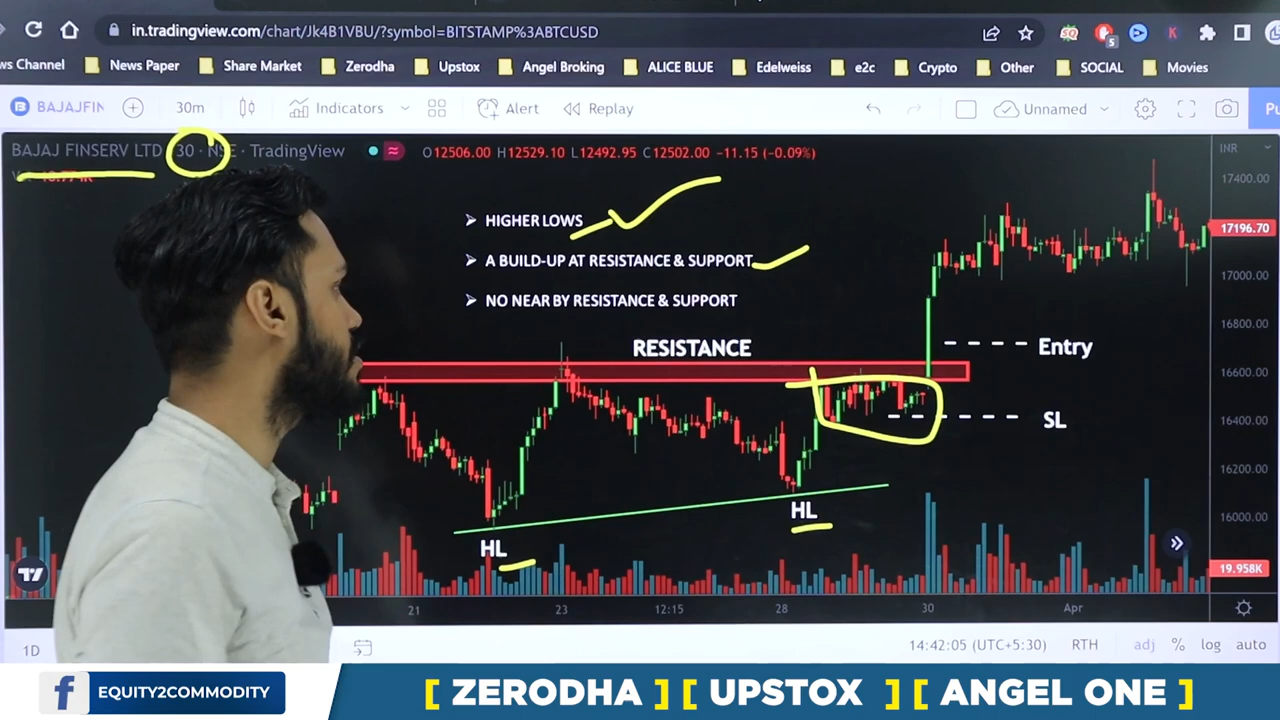 in.tradingview.com/chart/Jk4B1VBU/?symbol=BITSTAMP%3ABTCUSD
ws Channel News Paper Share Market Zerodha Upstox Angel Broking ALICE BLUE Edelweiss e2c Crypto Other SOCIAL Movies
BAJAJFIN 30m Indicators Alert Replay Unnamed Pu
BAJAJ FINSERV LTD · 30 · NSE · TradingView O12506.00 H12529.10 L12492.95 C12502.00 −11.15 (−0.09%) INR
17400.00
HIGHER LOWS
17196.70
A BUILD-UP AT RESISTANCE & SUPPORT
17000.00
NO NEAR BY RESISTANCE & SUPPORT
16800.00
RESISTANCE Entry
16600.00
SL 16400.00
16200.00
HL 16000.00
HL
19.958K
21 23 12:15 28 30 Apr
1D 14:42:05 (UTC+5:30) RTH adj % log auto
f EQUITY2COMMODITY [ ZERODHA ] [ UPSTOX ] [ ANGEL ONE ]